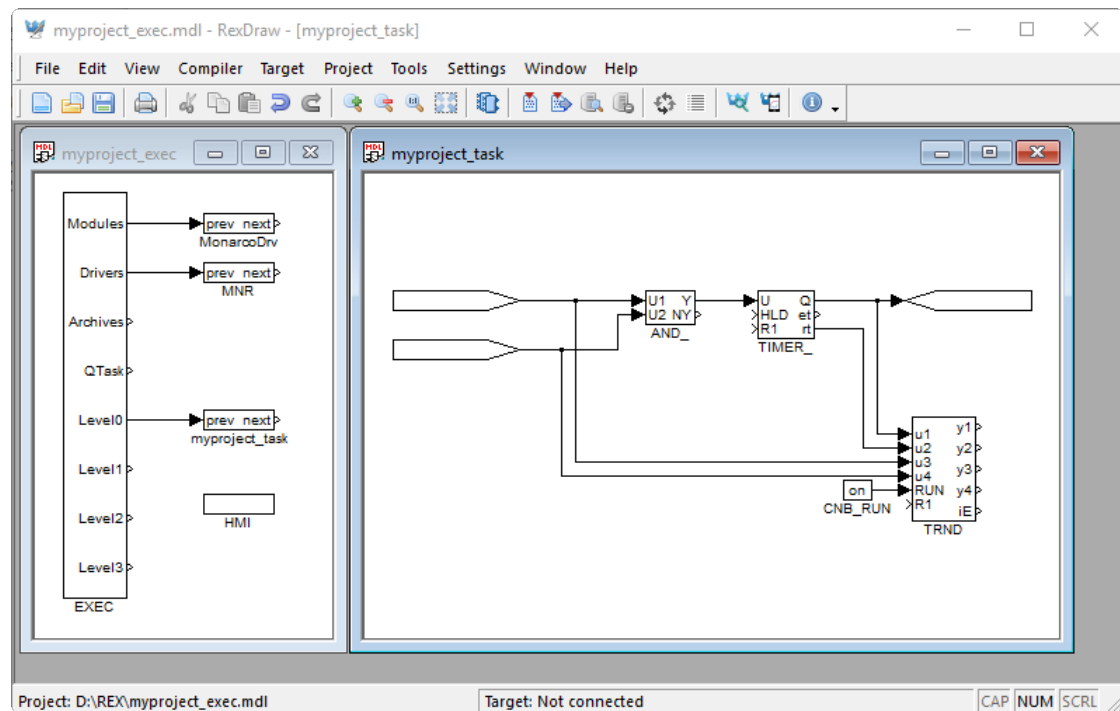 myproject_exec.mdl - RexDraw - [myproject_task]
File Edit View Compiler Target Project Tools Settings Window Help
myproject_exec
Modules
prev next
MonarcoDrv
Drivers
prev next
MNR
Archives
QTask
Level0
prev next
myproject_task
Level1
Level2
HMI
Level3
EXEC
myproject_task
U1 Y
U2 NY
AND_
U Q
HLD et
R1 rt
TIMER_
u1 y1
u2 y2
u3 y3
u4 y4
RUN
R1 iE
TRND
on
CNB_RUN
Project: D:\REX\myproject_exec.mdl
Target: Not connected
CAP NUM SCRL